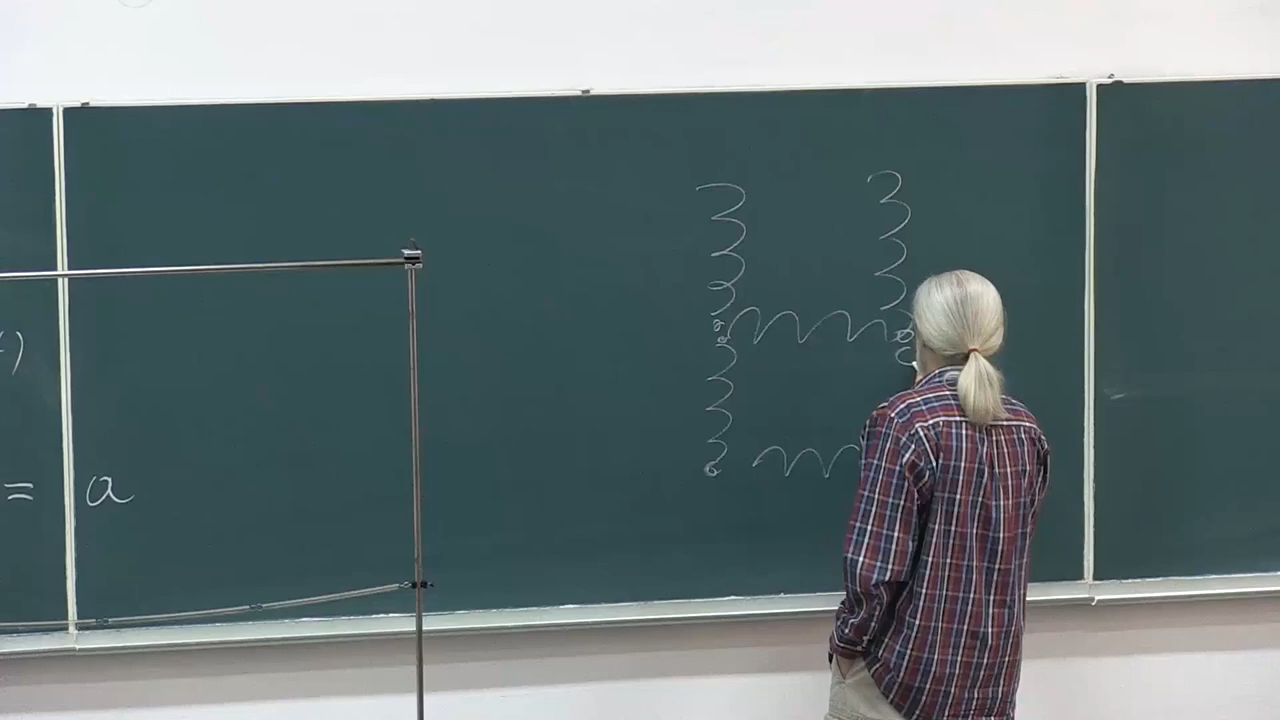 )
= a